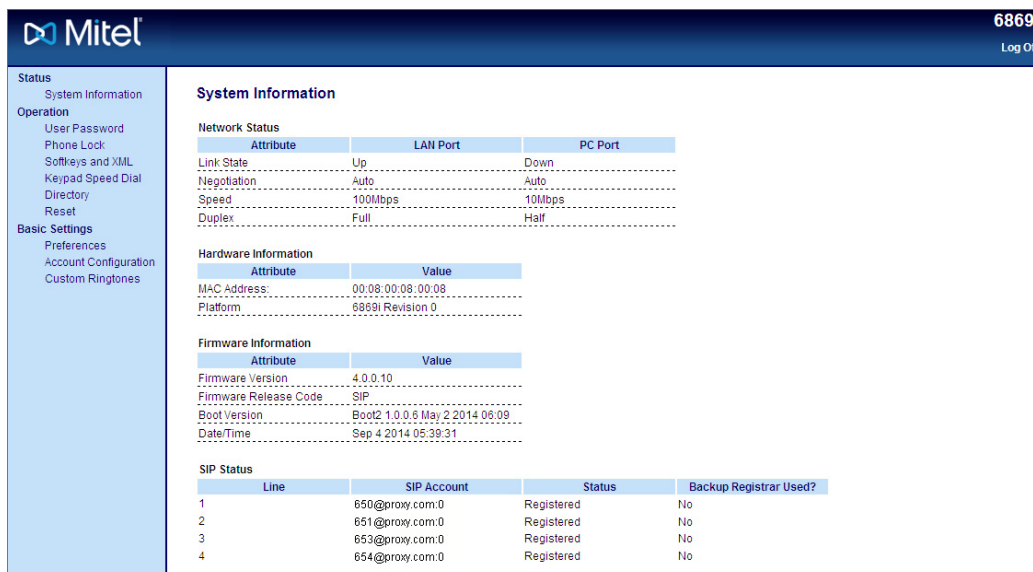 Mitel
6869
Log Of
Status
System Information
Operation
User Password
Phone Lock
Softkeys and XML
Keypad Speed Dial
Directory
Reset
Basic Settings
Preferences
Account Configuration
Custom Ringtones
System Information
Network Status
Attribute LAN Port PC Port
Link State Up Down
Negotiation Auto Auto
Speed 100Mbps 10Mbps
Duplex Full Half
Hardware Information
Attribute Value
MAC Address: 00:08:00:08:00:08
Platform 6869i Revision 0
Firmware Information
Attribute Value
Firmware Version 4.0.0.10
Firmware Release Code SIP
Boot Version Boot2 1.0.0.6 May 2 2014 06:09
Date/Time Sep 4 2014 05:39:31
SIP Status
Line SIP Account Status Backup Registrar Used?
1 650@proxy.com:0 Registered No
2 651@proxy.com:0 Registered No
3 653@proxy.com:0 Registered No
4 654@proxy.com:0 Registered No